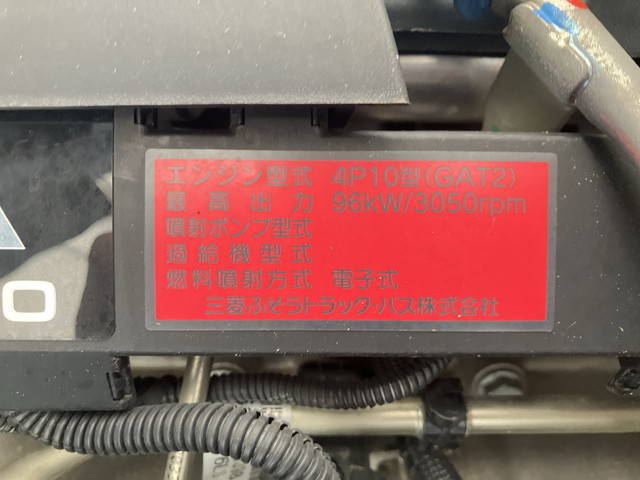 エンジン型式 4P10型(GAT2)
最高出力 96kW/3050rpm
噴射ポンプ型式
過給機型式
燃料噴射方式 電子式
三菱ふそうトラック・バス株式会社
O